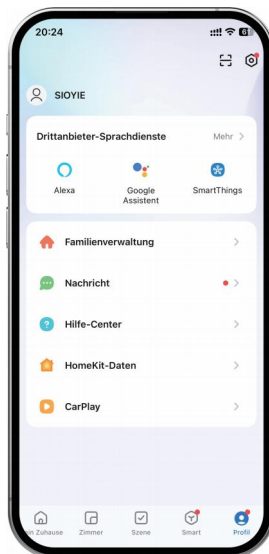 20:24
SIOYIE
Drittanbieter-Sprachdienste
Mehr
Alexa
Google
Assistent
SmartThings
Familienverwaltung
Nachricht
Hilfe-Center
HomeKit-Daten
CarPlay
in Zuhause
Zimmer
Szene
Smart
Profil